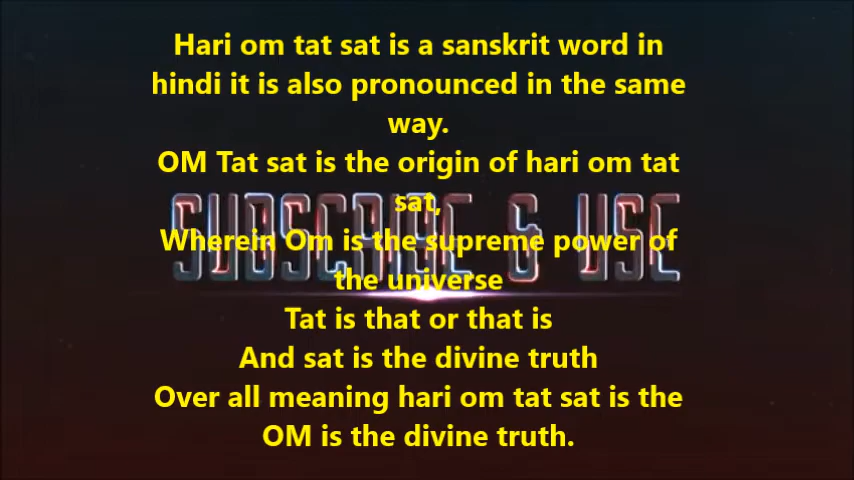 Hari om tat sat is a sanskrit word in
hindi it is also pronounced in the same
way.
OM Tat sat is the origin of hari om tat
sat,
SUBSCRIBE & USE
Wherein Om is the supreme power of
the universe
Tat is that or that is
And sat is the divine truth
Over all meaning hari om tat sat is the
OM is the divine truth.